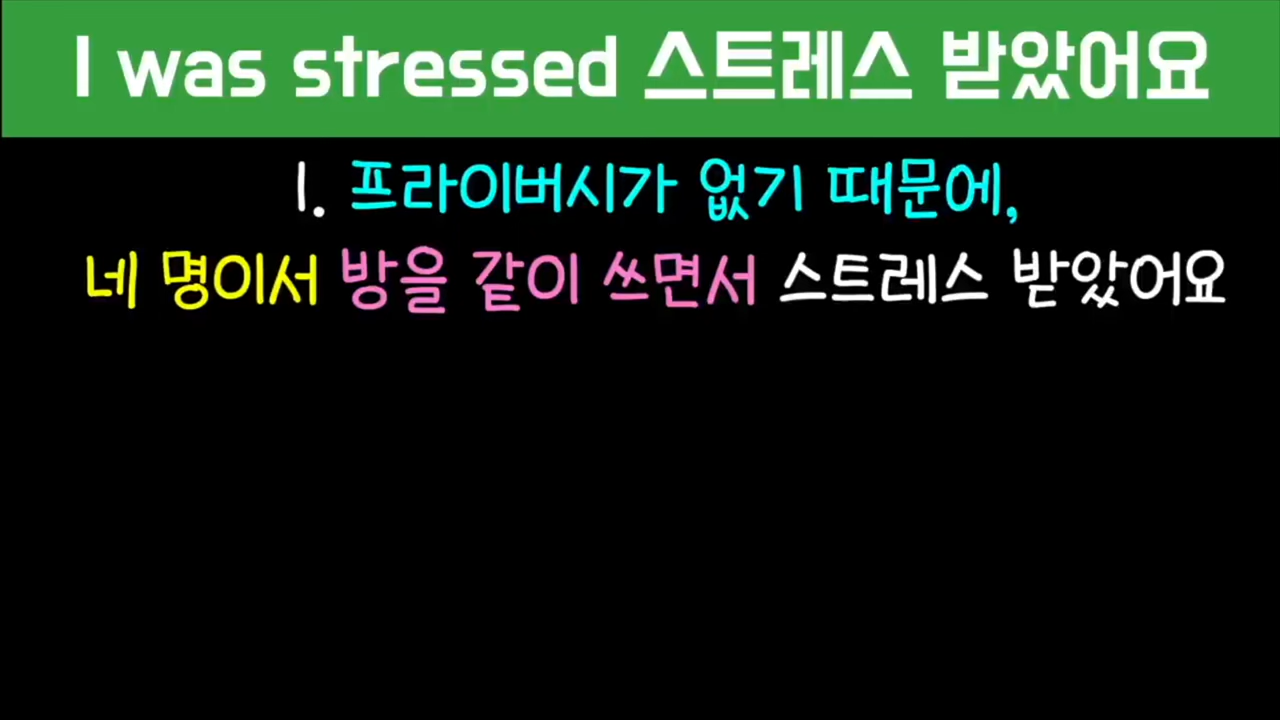 I was stressed 스트레스 받았어요
1. 프라이버시가 없기 때문에,
네 명이서 방을 같이 쓰면서 스트레스 받았어요